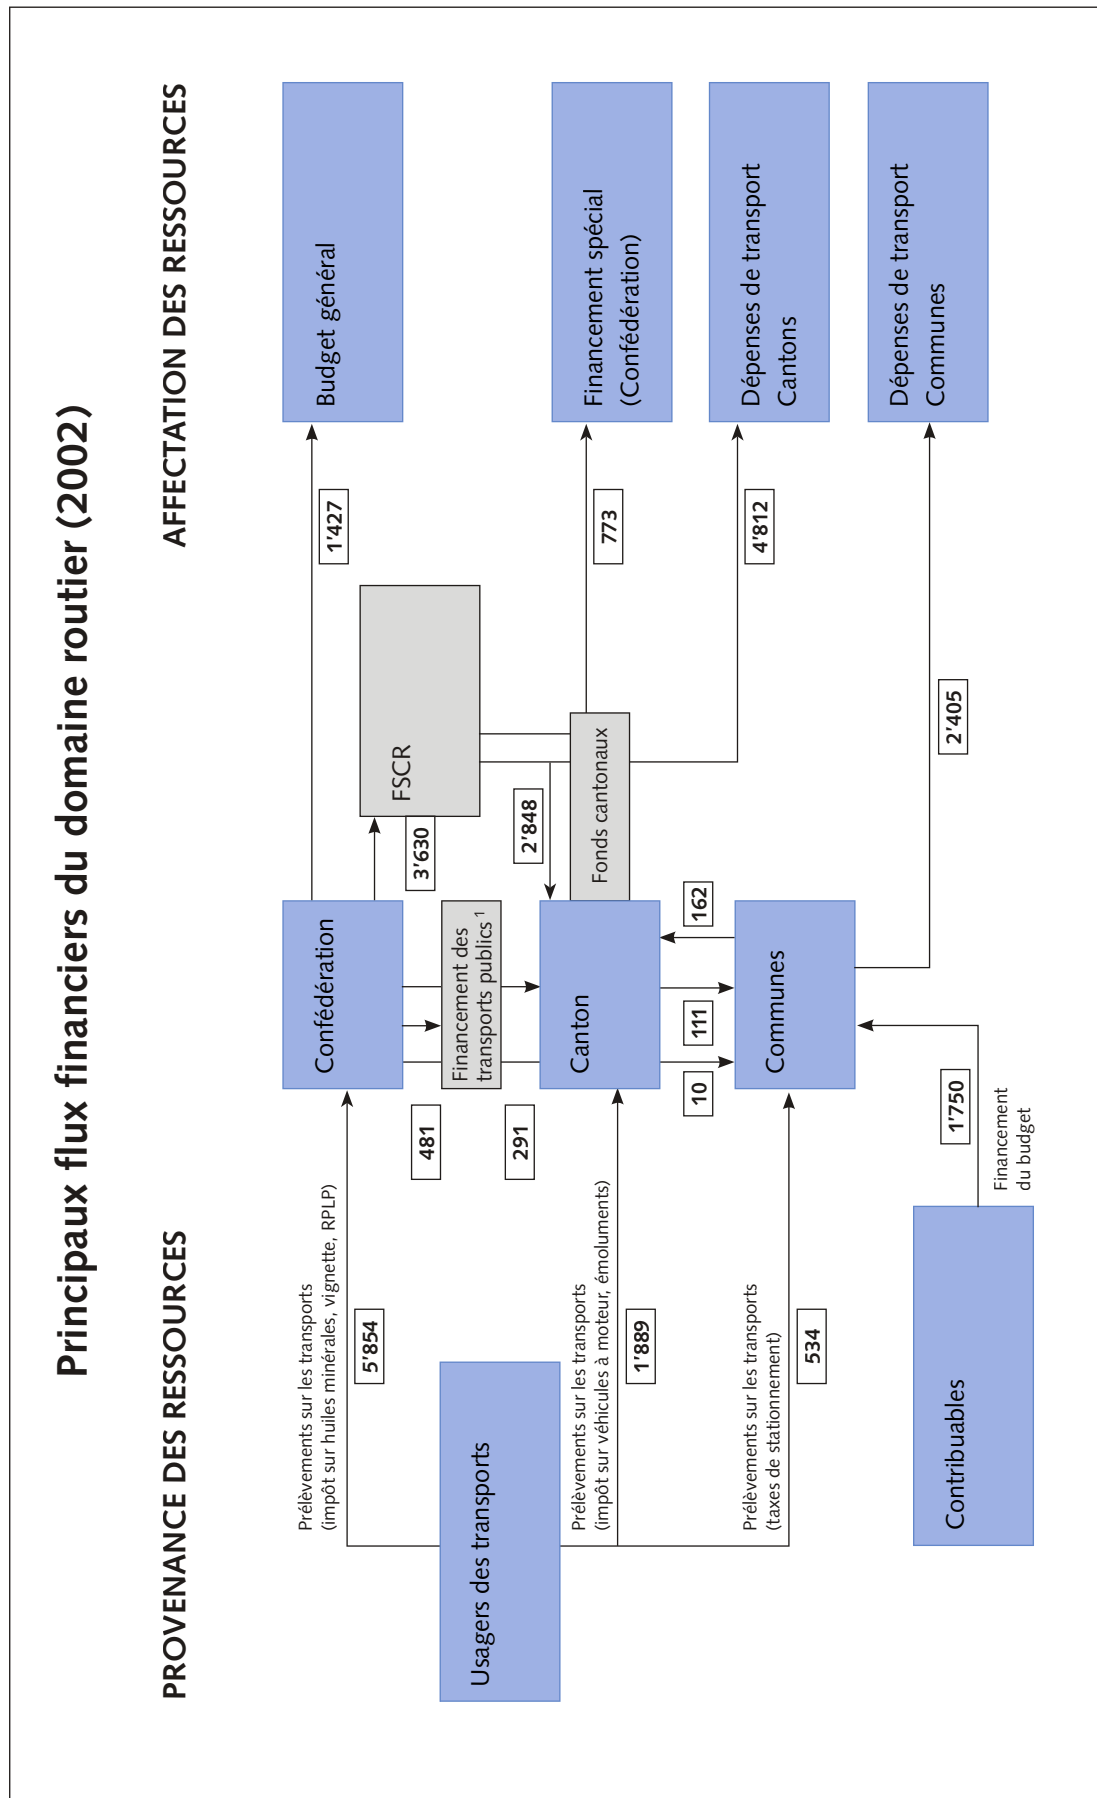 Principaux flux financiers du domaine routier (2002)
PROVENANCE DES RESSOURCES
AFFECTATION DES RESSOURCES
Prélèvements sur les transports
(impôt sur huiles minérales, vignette, RPLP)
5’854
Confédération
1’427
Budget général
3’630
FSCR
481
Financement des
transports publics ¹
291
Usagers des transports
2’848
Prélèvements sur les transports
(impôt sur véhicules à moteur, émoluments)
1’889
Canton
Fonds cantonaux
773
Financement spécial
(Confédération)
10
111
162
4’812
Dépenses de transport
Cantons
Prélèvements sur les transports
(taxes de stationnement)
534
Communes
2’405
Dépenses de transport
Communes
Contribuables
1’750
Financement
du budget